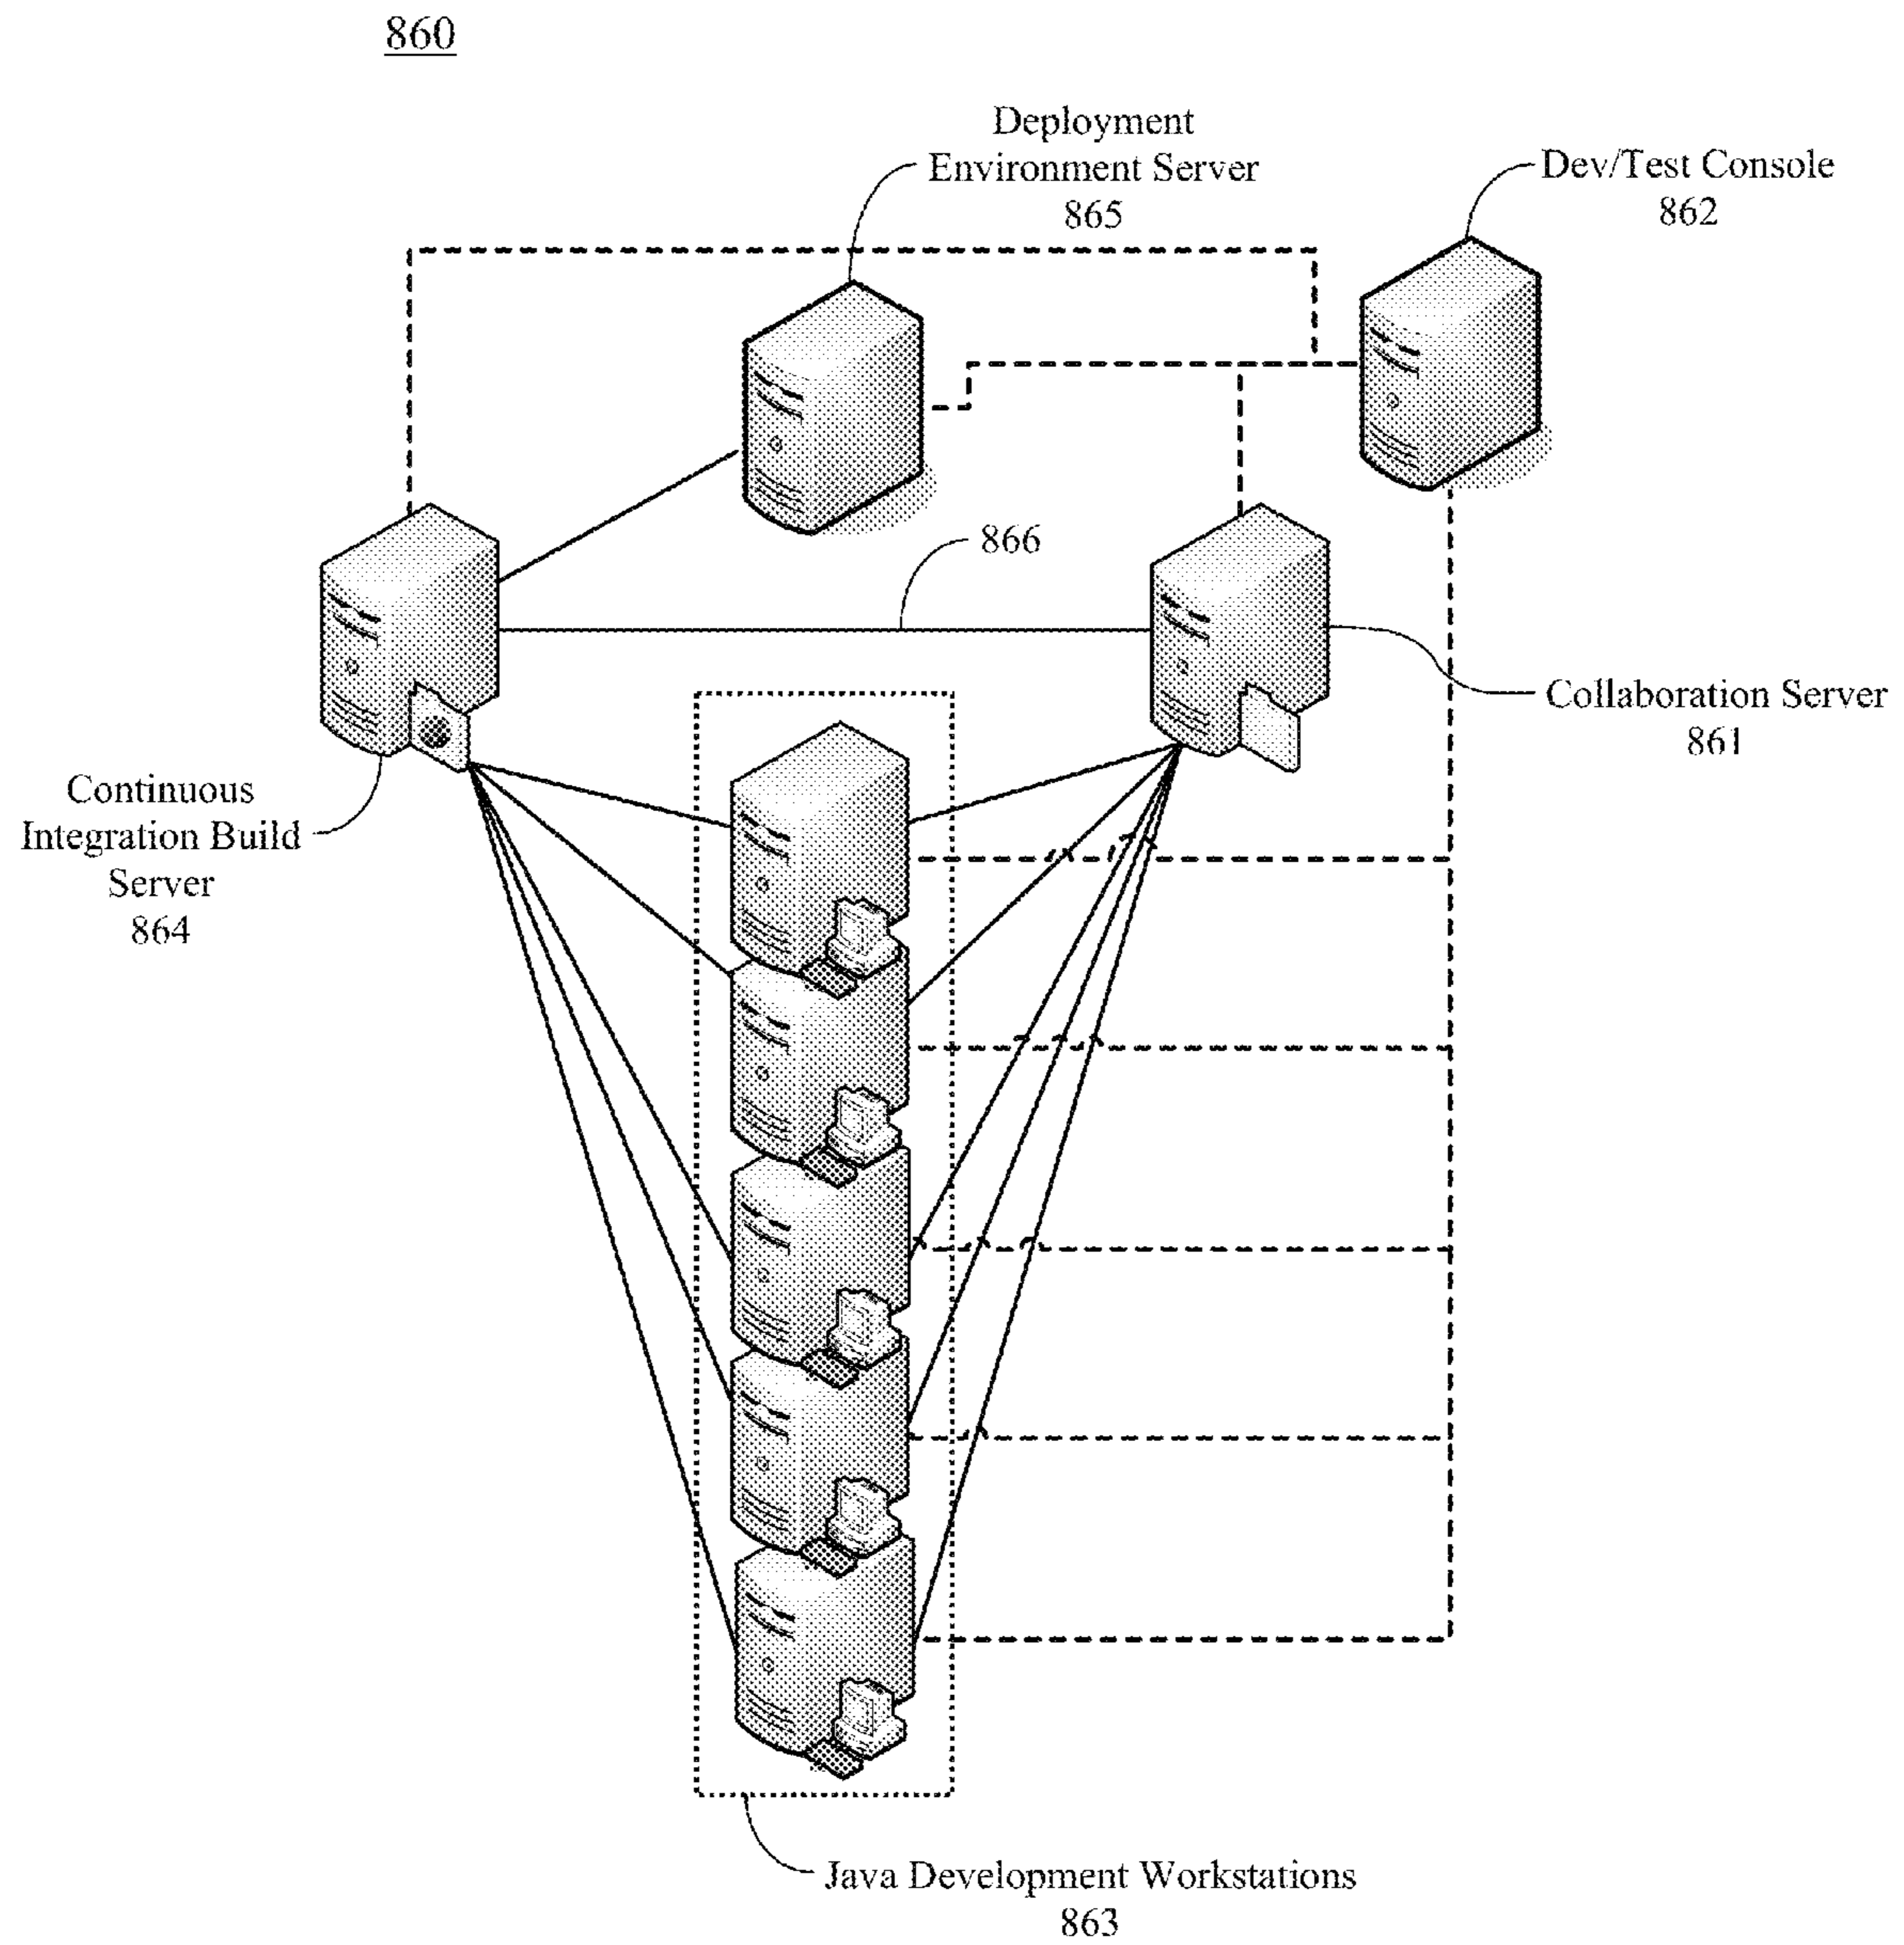 860
Deployment
Environment Server
865
Dev/Test Console
862
866
Collaboration Server
861
Continuous
Integration Build
Server
864
Java Development Workstations
863